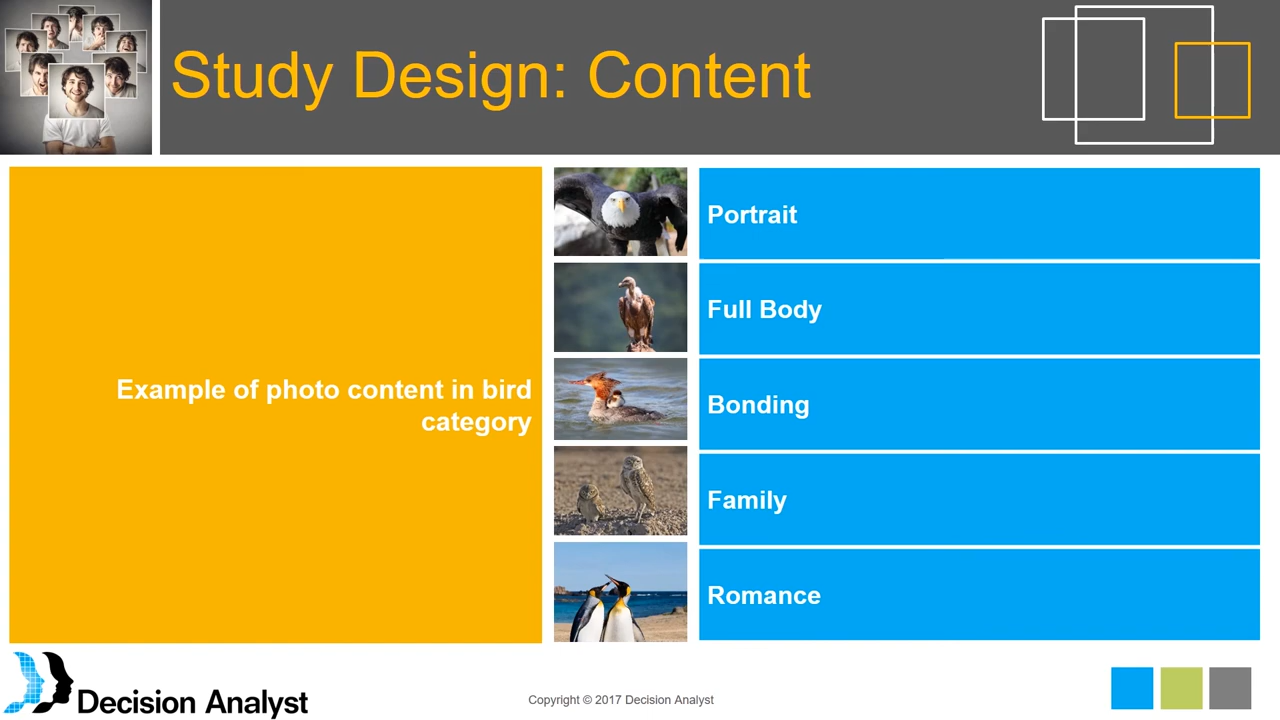 Study Design: Content
Example of photo content in bird
category
Portrait
Full Body
Bonding
Family
Romance
Decision Analyst
Copyright © 2017 Decision Analyst